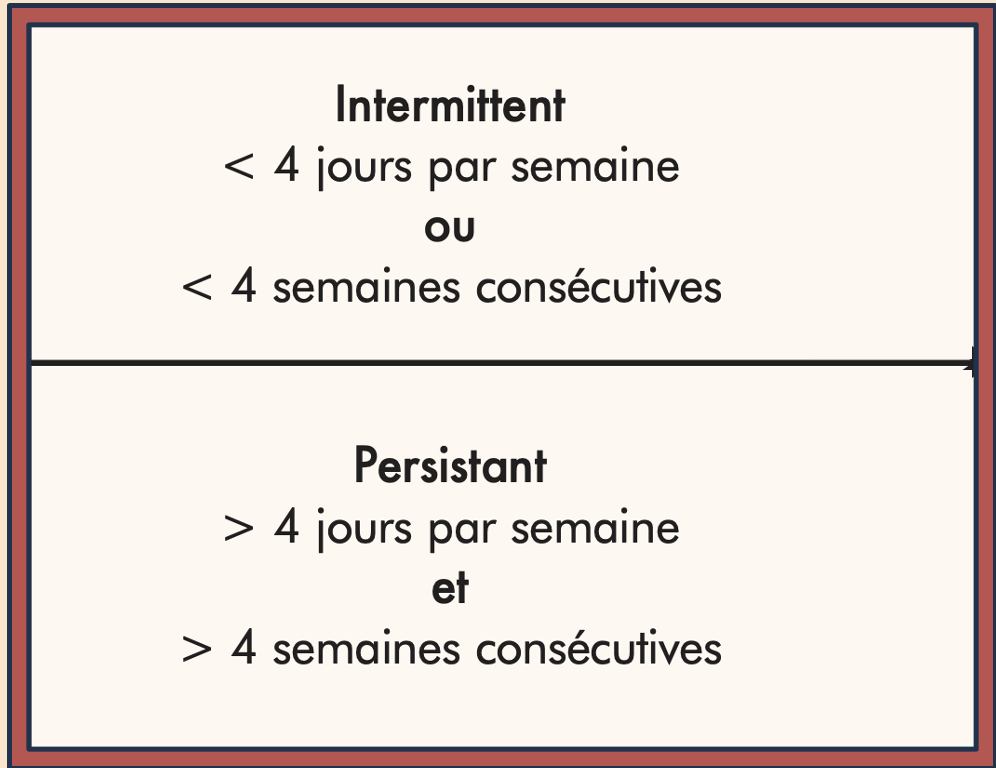 Intermittent
< 4 jours par semaine
ou
< 4 semaines consécutives
Persistant
> 4 jours par semaine
et
> 4 semaines consécutives